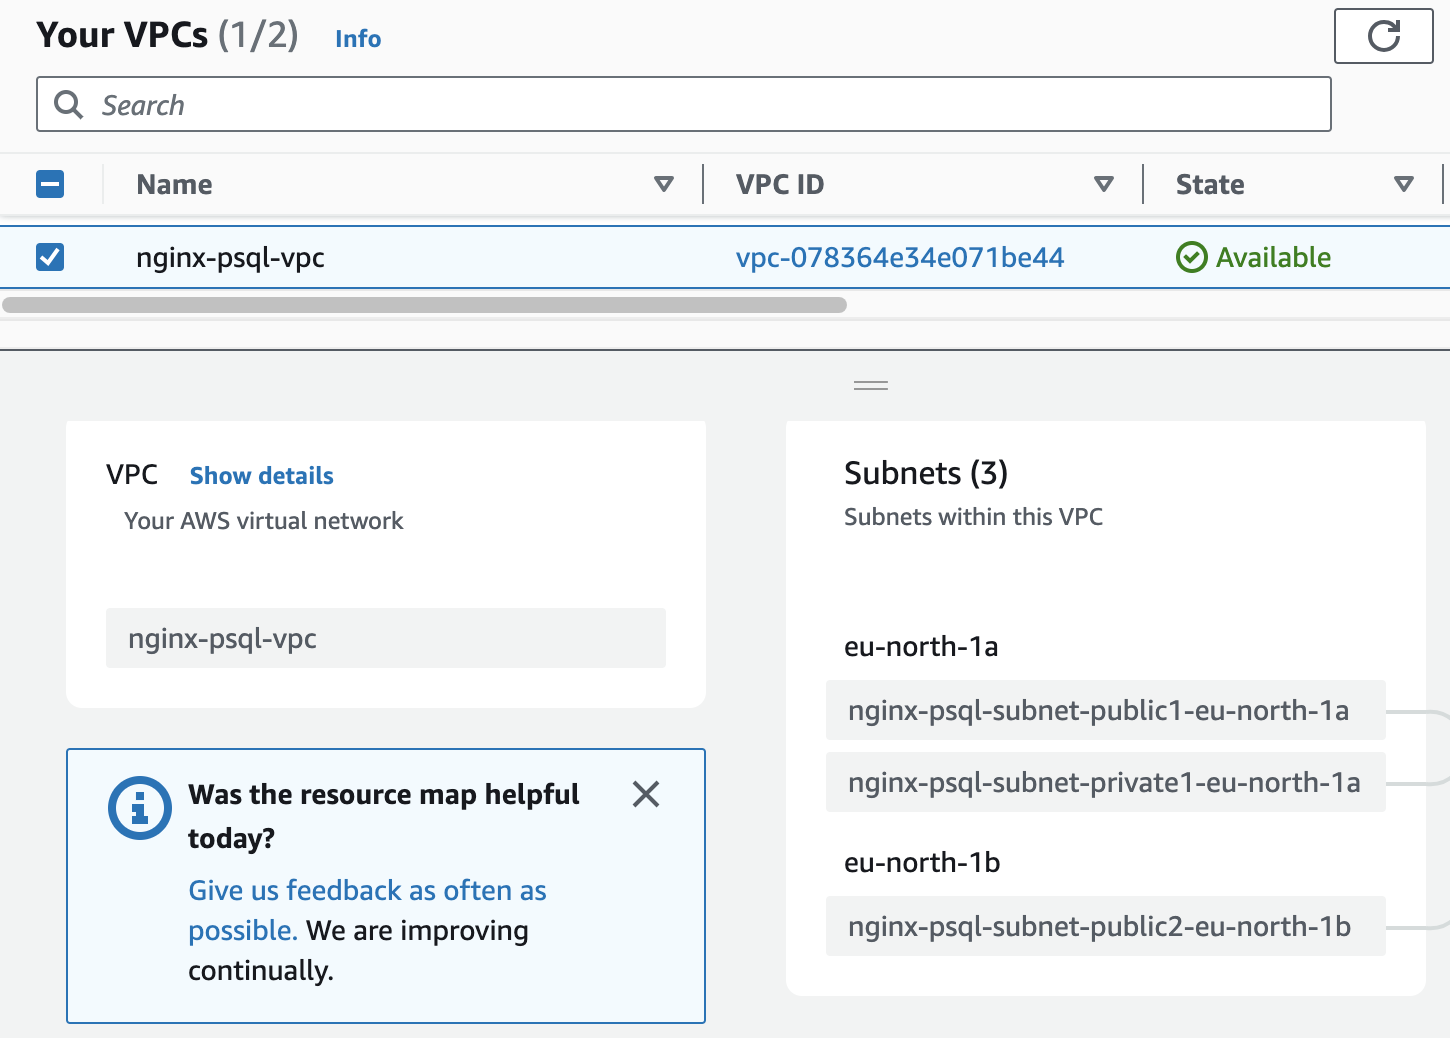 Your VPCs (1/2) Info
Search
Name VPC ID State
nginx-psql-vpc vpc-078364e34e071be44 Available
VPC Show details
Your AWS virtual network
nginx-psql-vpc
Was the resource map helpful
today?
Give us feedback as often as
possible. We are improving
continually.
Subnets (3)
Subnets within this VPC
eu-north-1a
nginx-psql-subnet-public1-eu-north-1a
nginx-psql-subnet-private1-eu-north-1a
eu-north-1b
nginx-psql-subnet-public2-eu-north-1b